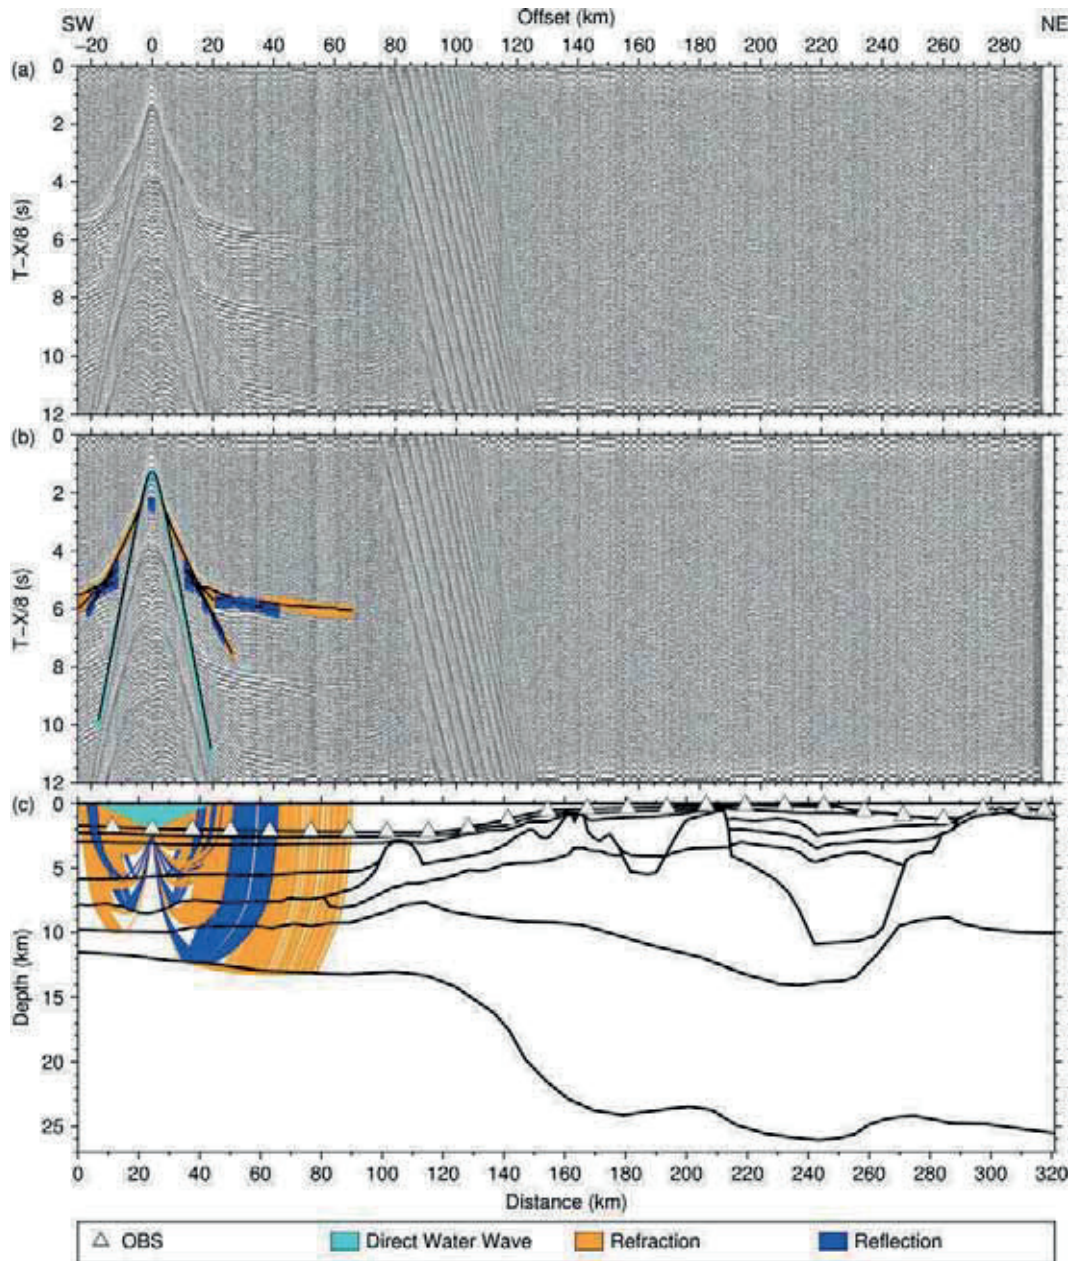 SW Offset (km) NE
−20 0 20 40 60 80 100 120 140 160 180 200 220 240 260 280
(a) 0
2
4
6
8
10
12
T−X/8 (s)
(b) 0
2
4
6
8
10
12
T−X/8 (s)
(c) 0
5
10
15
20
25
Depth (km)
0 20 40 60 80 100 120 140 160 180 200 220 240 260 280 300 320
Distance (km)
OBS Direct Water Wave Refraction Reflection